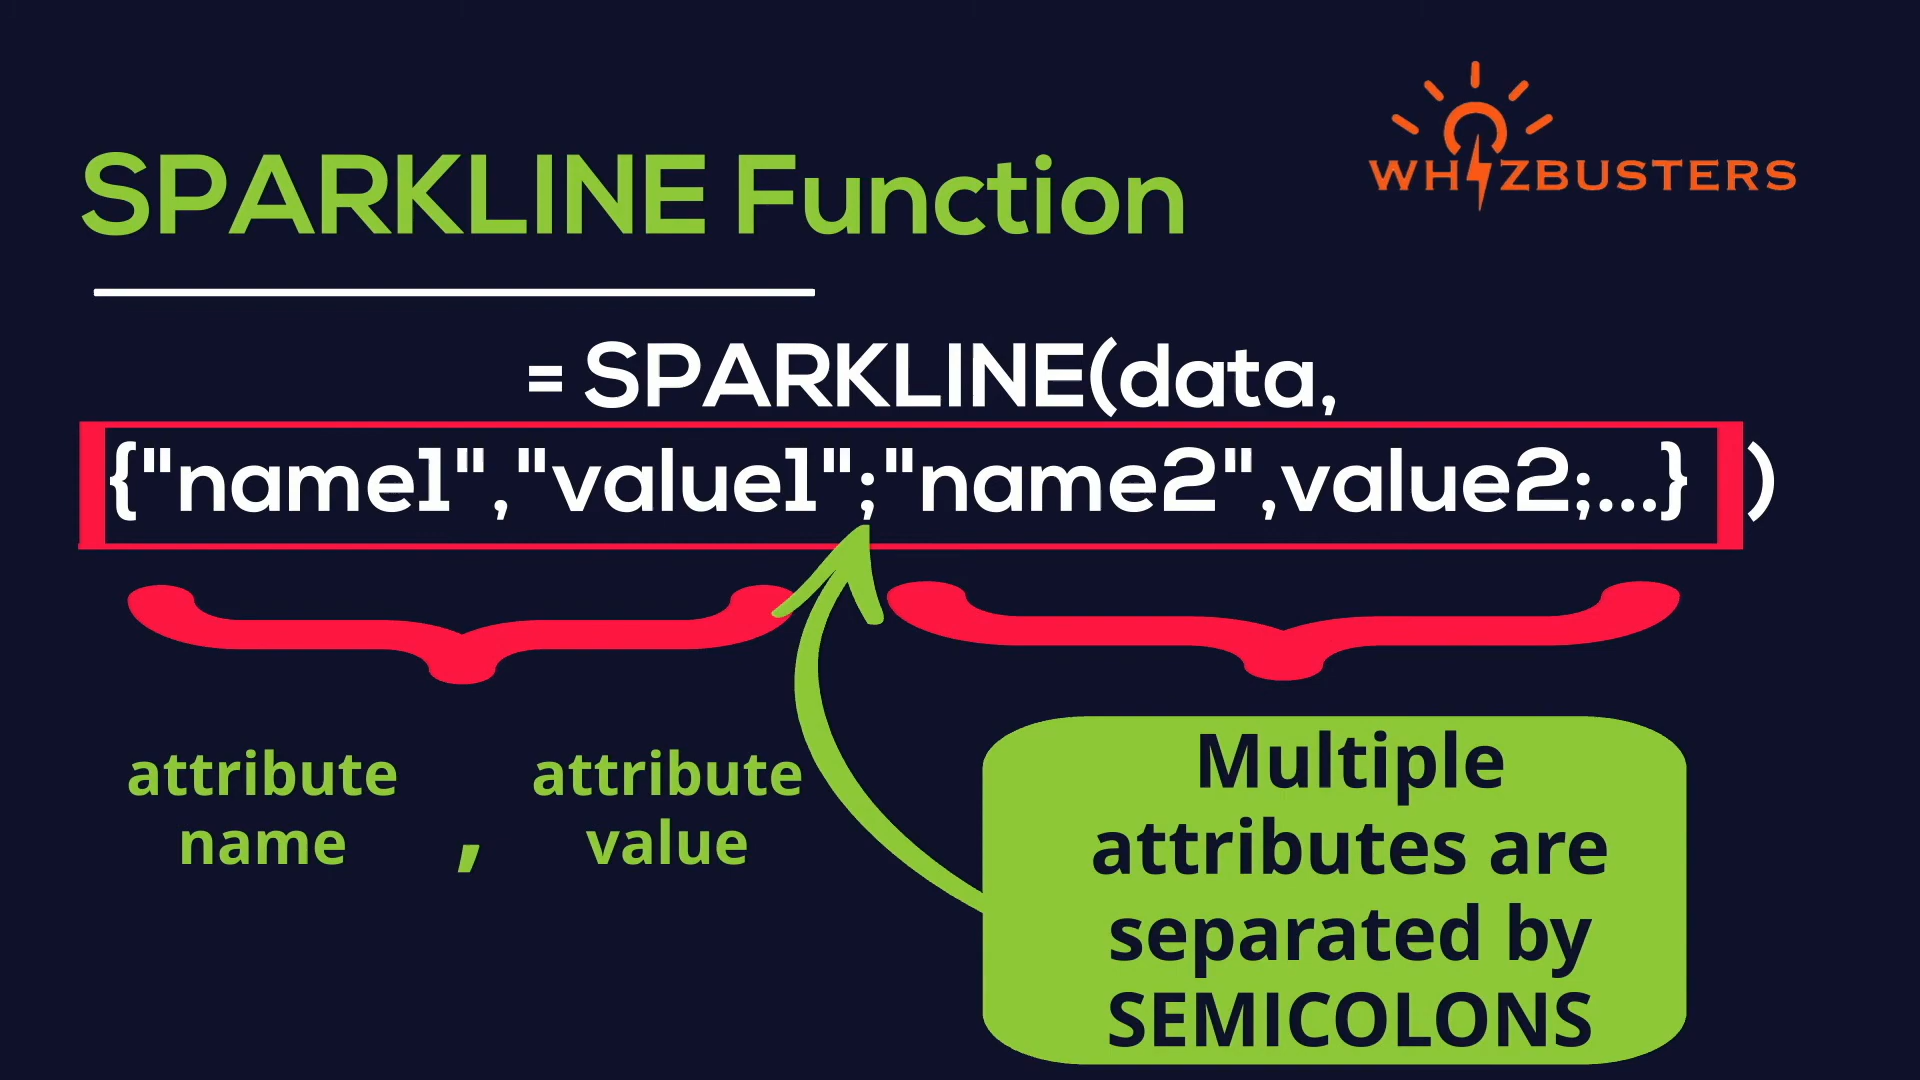 WHIZBUSTERS
SPARKLINE Function
= SPARKLINE(data,
{"name1","value1";"name2",value2;...} )
attribute
name
,
attribute
value
Multiple
attributes are
separated by
SEMICOLONS